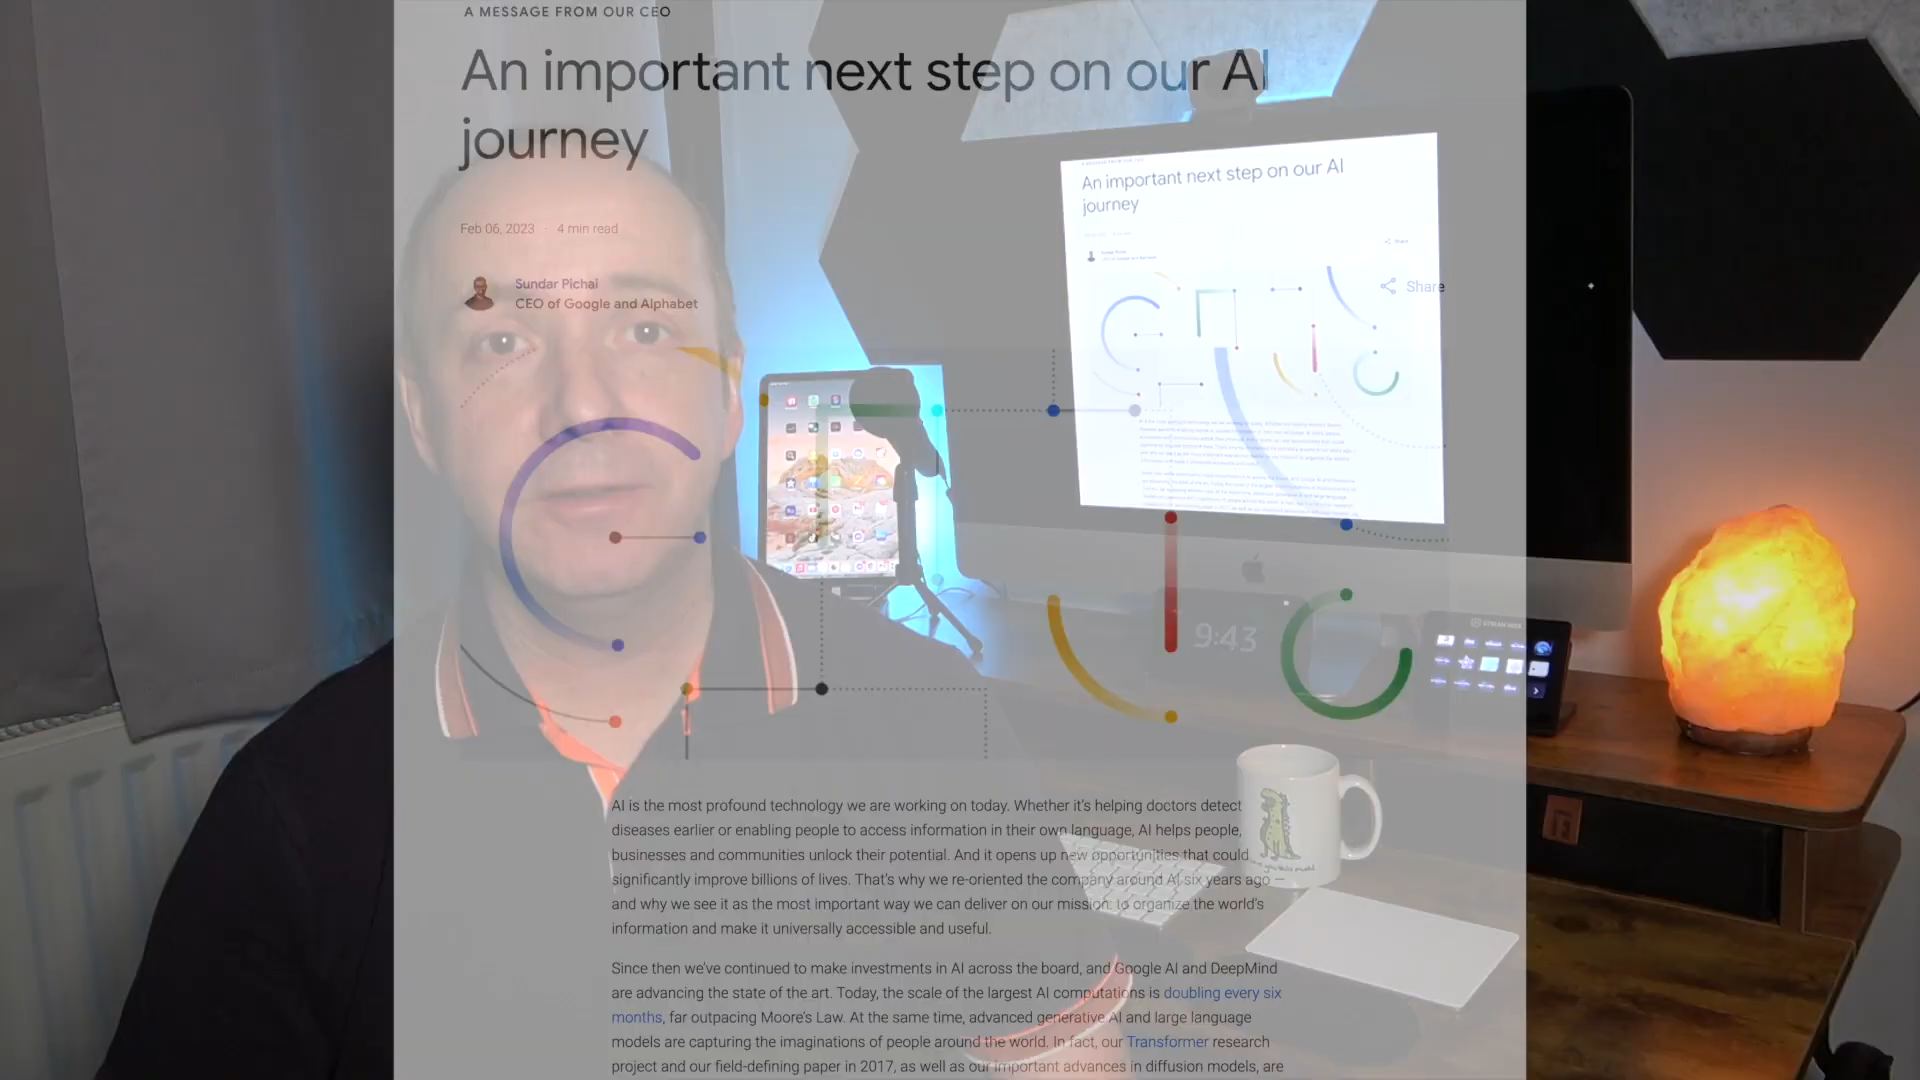 A MESSAGE FROM OUR CEO
An important next step on our AI
journey
Feb 06, 2023 · 4 min read
Sundar Pichai
CEO of Google and Alphabet
Share
An important next step on our AI
journey
Share
9:43
STREAM DECK
AI is the most profound technology we are working on today. Whether it's helping doctors detect
diseases earlier or enabling people to access information in their own language, AI helps people,
businesses and communities unlock their potential. And it opens up new opportunities that could
significantly improve billions of lives. That's why we re-oriented the company around AI six years ago —
and why we see it as the most important way we can deliver on our mission: to organize the world's
information and make it universally accessible and useful.
Since then we've continued to make investments in AI across the board, and Google AI and DeepMind
are advancing the state of the art. Today, the scale of the largest AI computations is doubling every six
months, far outpacing Moore's Law. At the same time, advanced generative AI and large language
models are capturing the imaginations of people around the world. In fact, our Transformer research
project and our field-defining paper in 2017, as well as our important advances in diffusion models, are